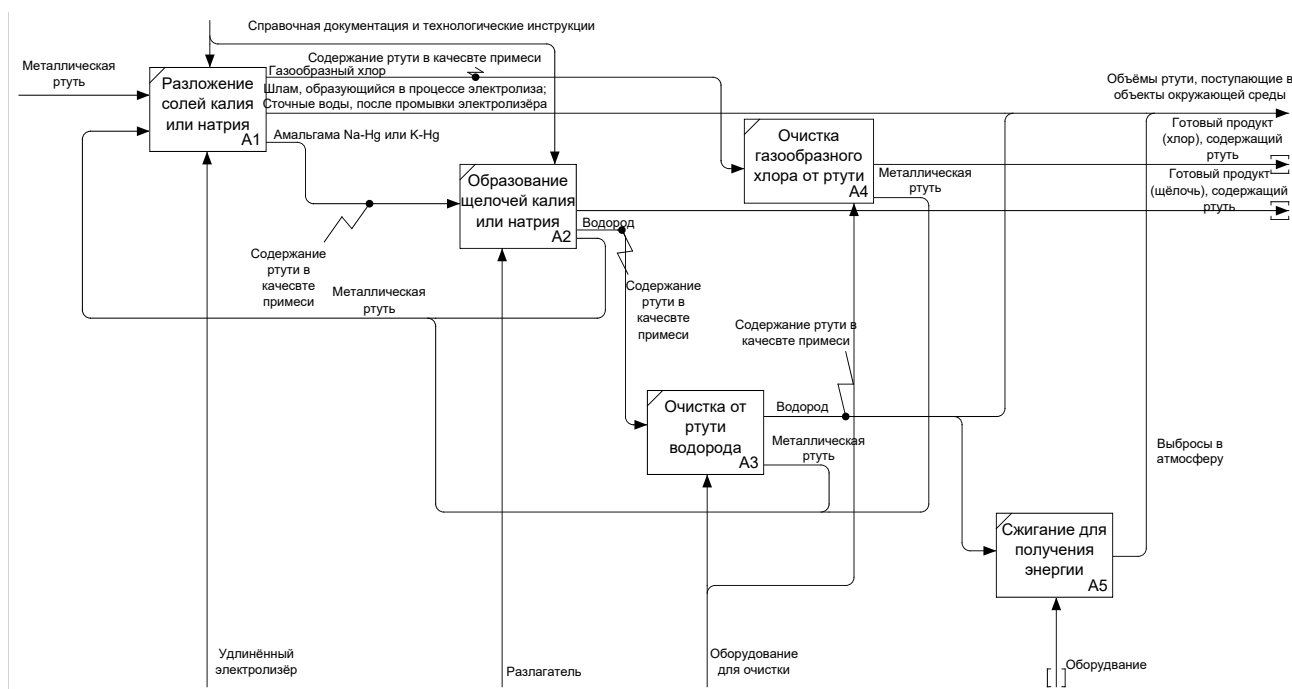 Справочная документация и технологические инструкции
Металлическая
ртуть
Содержание ртути в качесвте примеси
Газообразный хлор
Разложение
солей калия
или натрия
A1
Шлам, образующийся в процессе электролиза;
Сточные воды, после промывки электролизёра
Объёмы ртути, поступающие в
объекты окружающей среды
Амальгама Na-Hg или K-Hg
Очистка
газообразного
хлора от ртути
A4
Готовый продукт
(хлор), содержащий
ртуть
Металлическая
ртуть
Готовый продукт
(щёлочь), содержащий
ртуть
Образование
щелочей калия
или натрия
A2
Водород
Содержание
ртути в
качесвте
примеси
Металлическая
ртуть
Содержание
ртути в
качесвте
примеси
Содержание ртути в
качесвте примеси
Очистка от
ртути
водорода
A3
Водород
Металлическая
ртуть
Выбросы в
атмосферу
Сжигание для
получения
энергии
A5
Удлинённый
электролизёр
Разлагатель
Оборудование
для очистки
Оборудвание